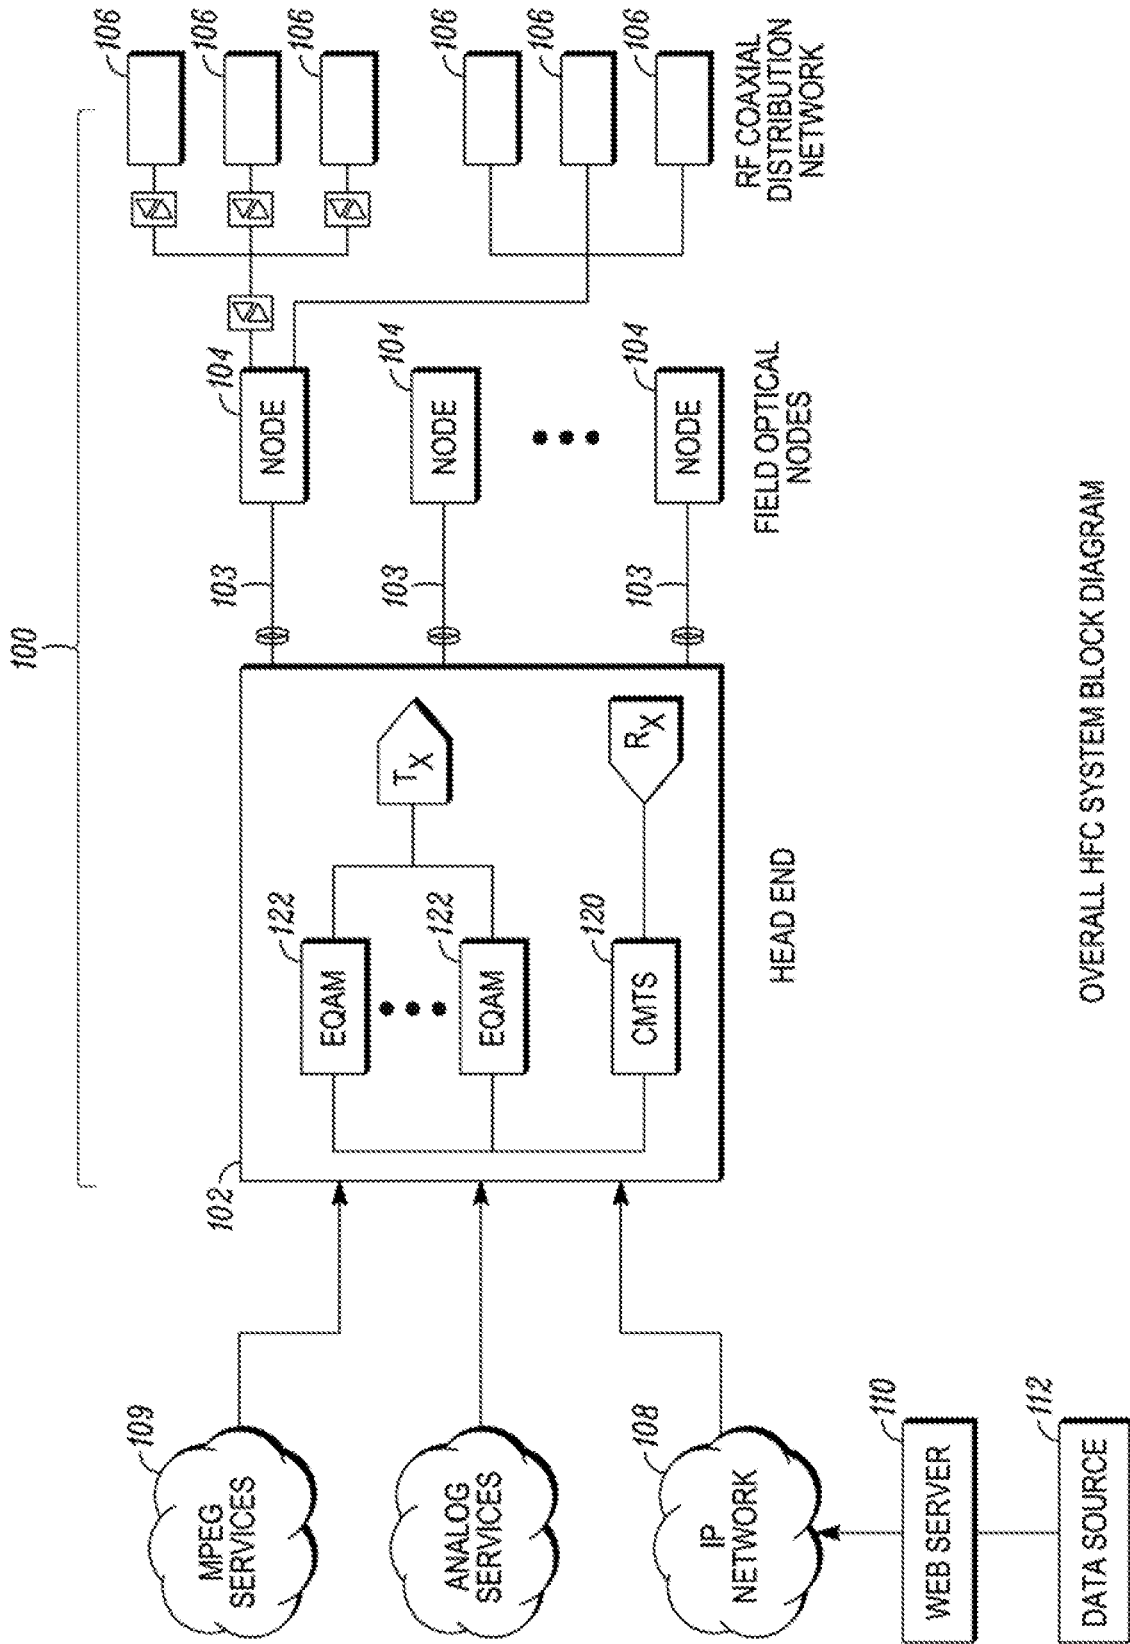 100
109
MPEG
SERVICES
ANALOG
SERVICES
108
IP
NETWORK
110
WEB SERVER
112
DATA SOURCE
102
122
EQAM
122
EQAM
120
CMTS
TX
RX
HEAD END
103
103
103
104
NODE
104
NODE
104
NODE
FIELD OPTICAL
NODES
106
106
106
106
106
106
RF COAXIAL
DISTRIBUTION
NETWORK
OVERALL HFC SYSTEM BLOCK DIAGRAM